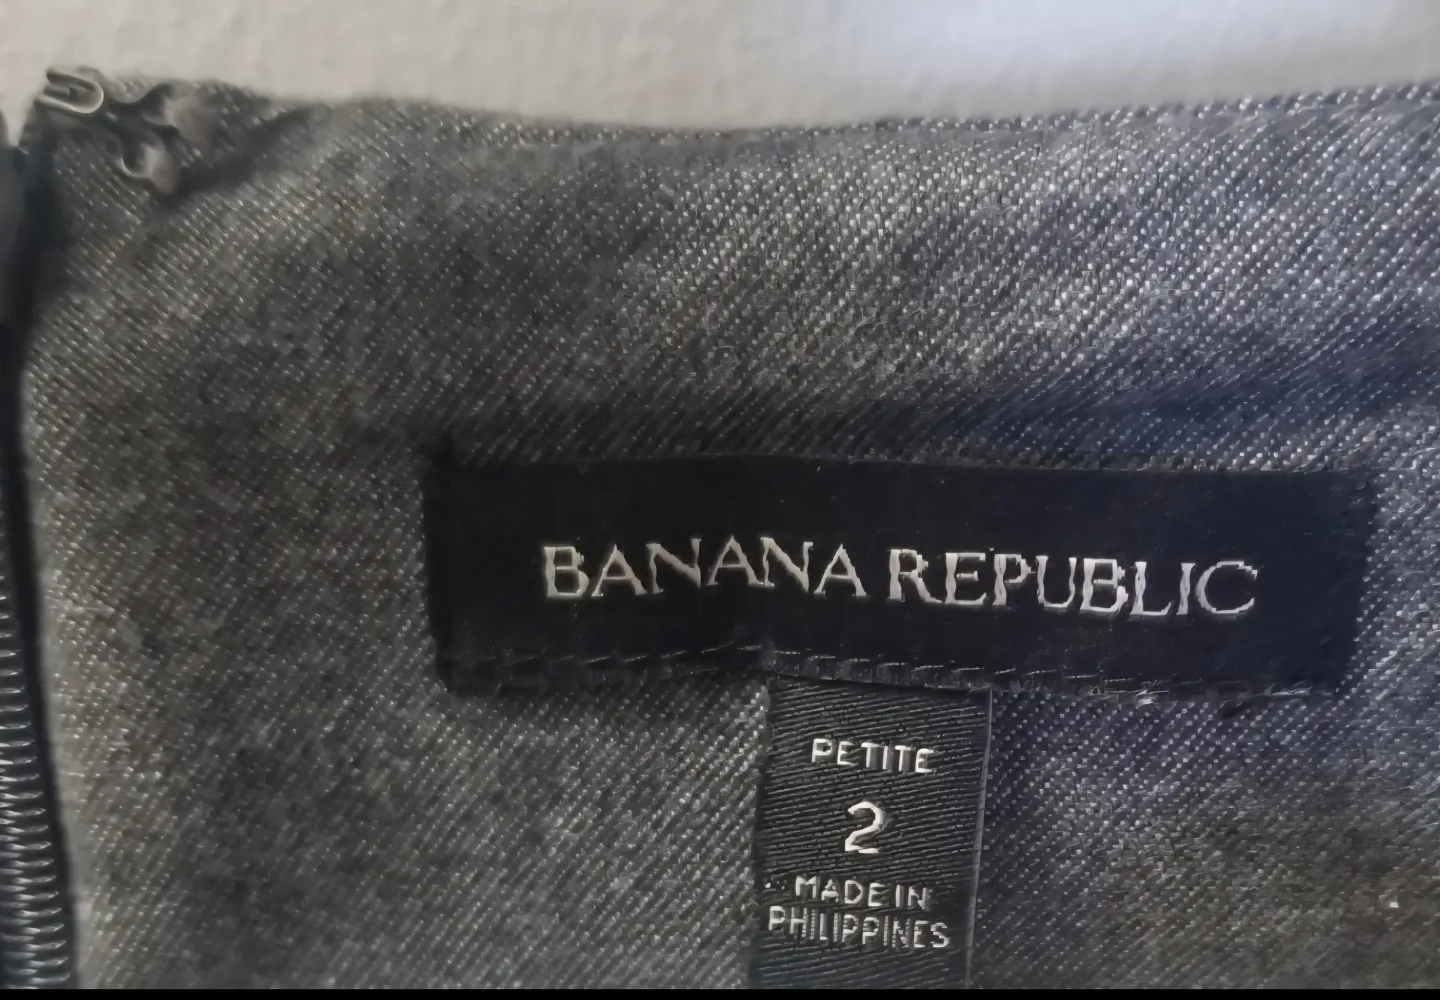 BANANA REPUBLIC
PETITE
2
MADE IN
PHILIPPINES